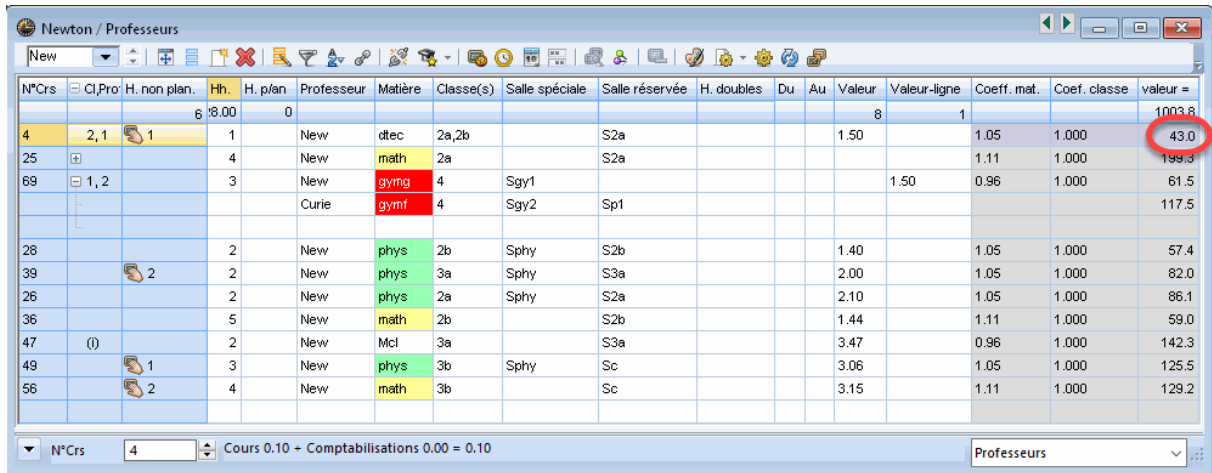 Newton / Professeurs
New
N°Crs Cl,Pro H. non plan. Hh. H. p/an Professeur Matière Classe(s) Salle spéciale Salle réservée H. doubles Du Au Valeur Valeur-ligne Coeff. mat. Coef. classe valeur =
6 :8.00 0 8 1 1003.8
4 2, 1 1 1 New dtec 2a,2b S2a 1.50 1.05 1.000 43.0
25 4 New math 2a S2a 1.11 1.000 199.3
69 1, 2 3 New gymg 4 Sgy1 1.50 0.96 1.000 61.5
Curie gymf 4 Sgy2 Sp1 117.5
28 2 New phys 2b Sphy S2b 1.40 1.05 1.000 57.4
39 2 2 New phys 3a Sphy S3a 2.00 1.05 1.000 82.0
26 2 New phys 2a Sphy S2a 2.10 1.05 1.000 86.1
36 5 New math 2b S2b 1.44 1.11 1.000 59.0
47 (i) 2 New Mcl 3a S3a 3.47 0.96 1.000 142.3
49 1 3 New phys 3b Sphy Sc 3.06 1.05 1.000 125.5
56 2 4 New math 3b Sc 3.15 1.11 1.000 129.2
N°Crs 4 Cours 0.10 + Comptabilisations 0.00 = 0.10 Professeurs